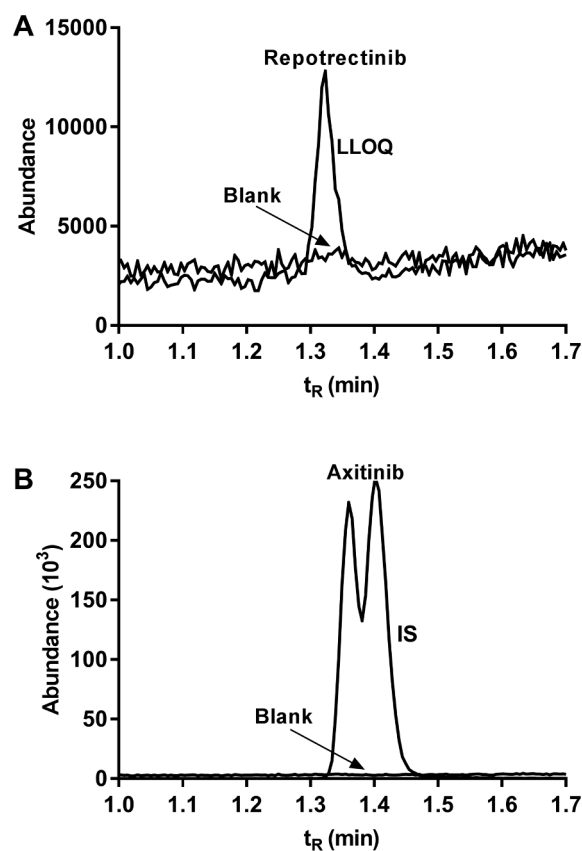 A
15000
Repotrectinib
10000
Abundance
LLOQ
Blank
5000
0
1.0 1.1 1.2 1.3 1.4 1.5 1.6 1.7
tR (min)
B
Axitinib
250
200
Abundance (10³)
150
IS
100
Blank
50
0
1.0 1.1 1.2 1.3 1.4 1.5 1.6 1.7
tR (min)